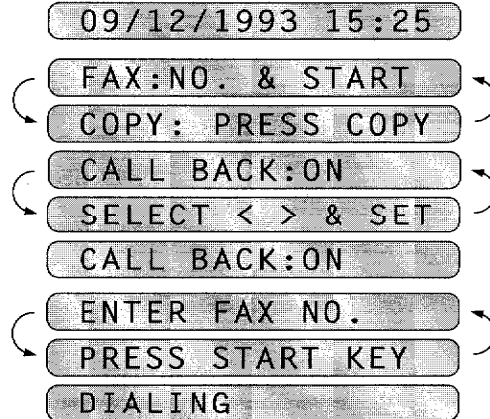 09/12/1993 15:25
FAX:NO. & START
COPY: PRESS COPY
CALL BACK:ON
SELECT < > & SET
CALL BACK:ON
ENTER FAX NO.
PRESS START KEY
DIALING